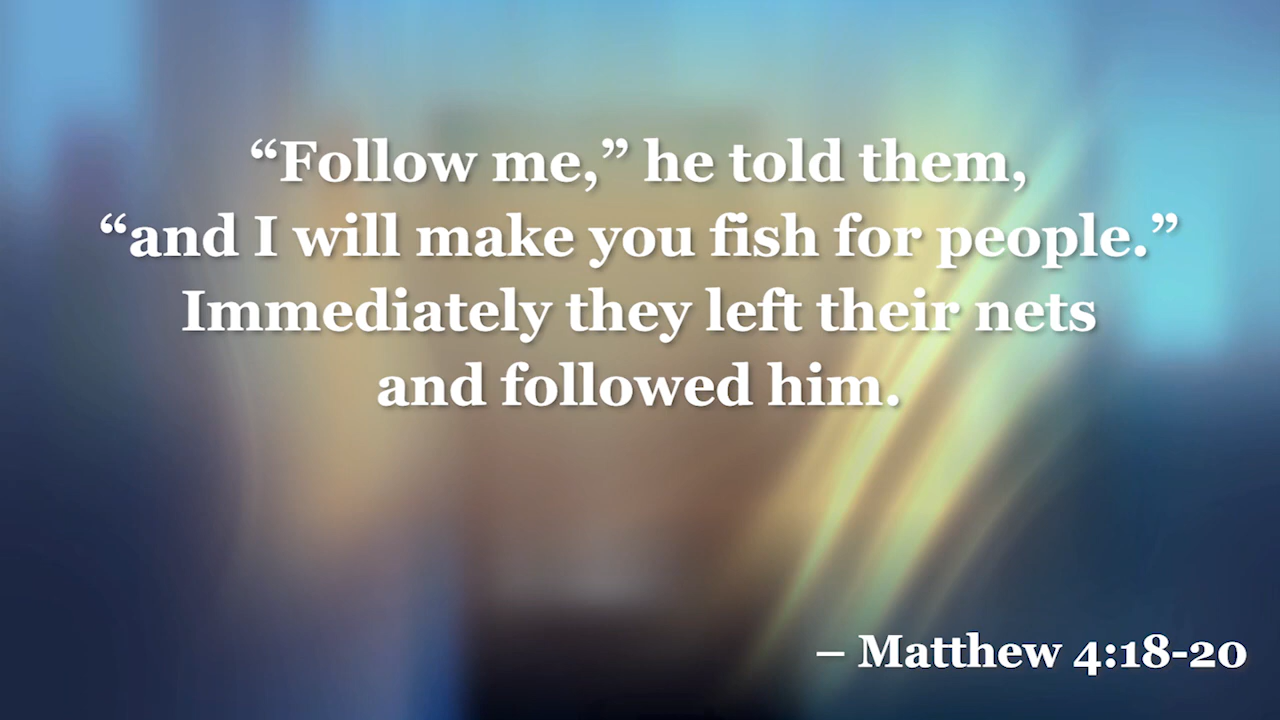 “Follow me,” he told them,
“and I will make you fish for people.”
Immediately they left their nets
and followed him.
– Matthew 4:18-20